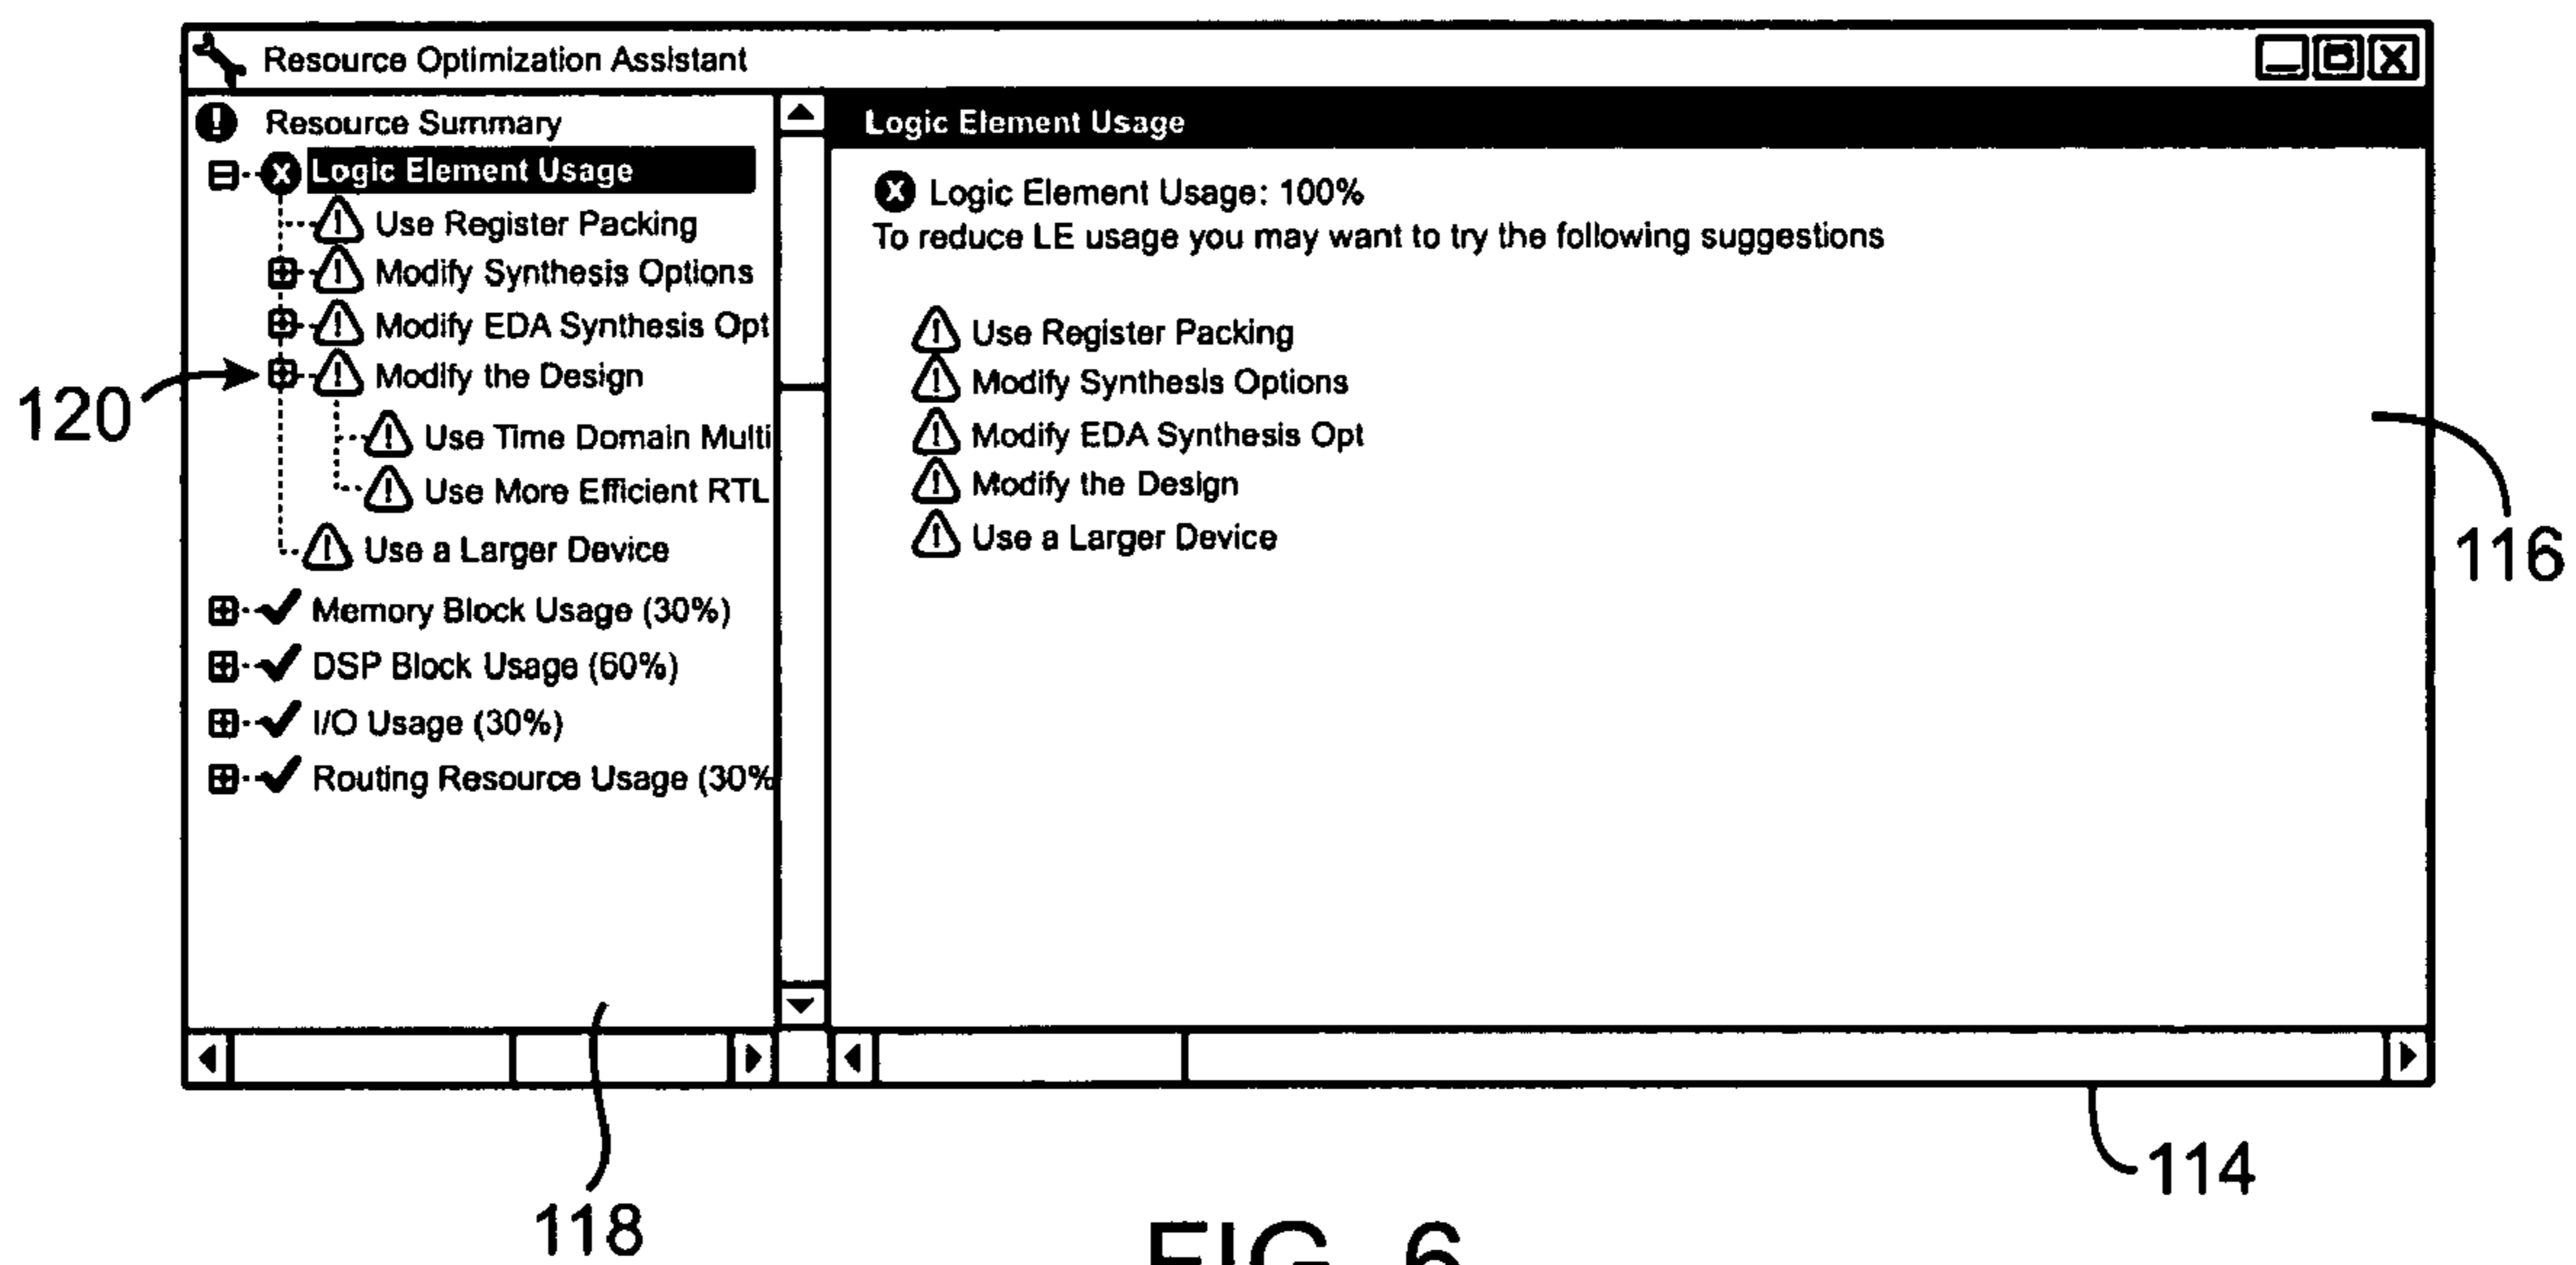 Resource Optimization Assistant
Resource Summary
Logic Element Usage
Use Register Packing
Modify Synthesis Options
Modify EDA Synthesis Opt
Modify the Design
Use Time Domain Multi
Use More Efficient RTL
Use a Larger Device
Memory Block Usage (30%)
DSP Block Usage (60%)
I/O Usage (30%)
Routing Resource Usage (30%
Logic Element Usage
Logic Element Usage: 100%
To reduce LE usage you may want to try the following suggestions
Use Register Packing
Modify Synthesis Options
Modify EDA Synthesis Opt
Modify the Design
Use a Larger Device
120
116
118
114
FIG. 6